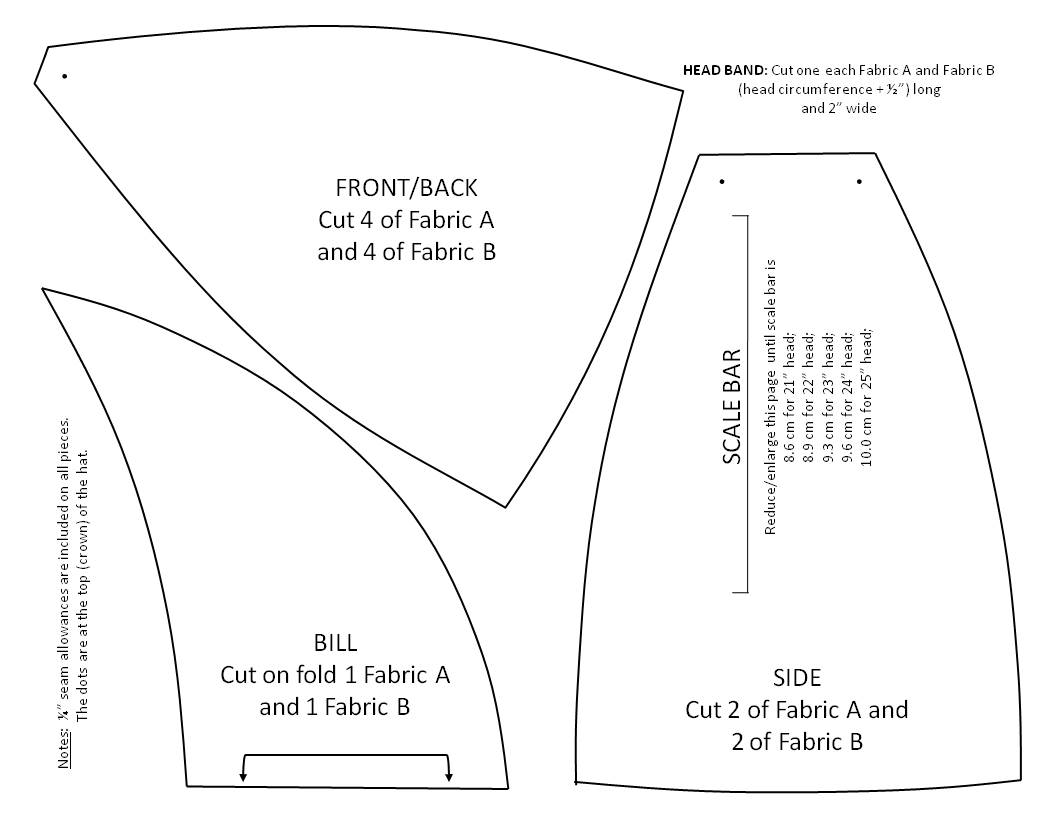 HEAD BAND: Cut one each Fabric A and Fabric B
(head circumference + ½”) long
and 2” wide
FRONT/BACK
Cut 4 of Fabric A
and 4 of Fabric B
SCALE BAR
Reduce/enlarge this page until scale bar is
8.6 cm for 21” head;
8.9 cm for 22” head;
9.3 cm for 23” head;
9.6 cm for 24” head;
10.0 cm for 25” head;
Notes: ¼” seam allowances are included on all pieces.
The dots are at the top (crown) of the hat.
BILL
Cut on fold 1 Fabric A
and 1 Fabric B
SIDE
Cut 2 of Fabric A and
2 of Fabric B